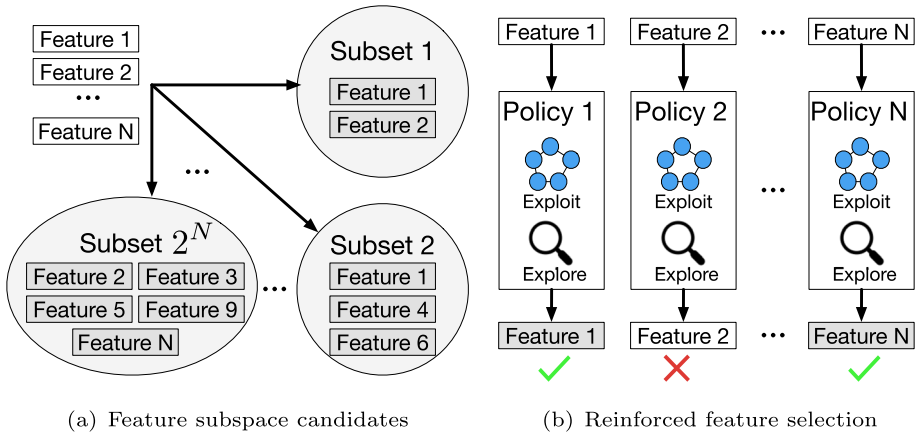 Feature 1
Feature 2
...
Feature N
Subset 1
Feature 1
Feature 2
...
Subset 2^N
Feature 2 Feature 3
Feature 5 Feature 9
Feature N
...
Subset 2
Feature 1
Feature 4
Feature 6
(a) Feature subspace candidates
Feature 1 Feature 2 ... Feature N
Policy 1 Policy 2 Policy N
Exploit Exploit ... Exploit
Explore Explore Explore
Feature 1 Feature 2 ... Feature N
(b) Reinforced feature selection